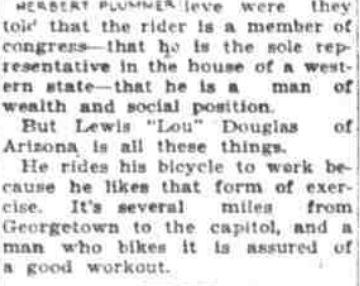 HERBERT PLUMMER ieve were they
told that the rider is a member of
congress—that he is the sole rep-
resentative in the house of a west-
ern state—that he is a man of
wealth and social position.
But Lewis "Lou" Douglas of
Arizona is all these things.
He rides his bicycle to work be-
cause he likes that form of exer-
cise. It's several miles from
Georgetown to the capitol, and a
man who bikes it is assured of
a good workout.